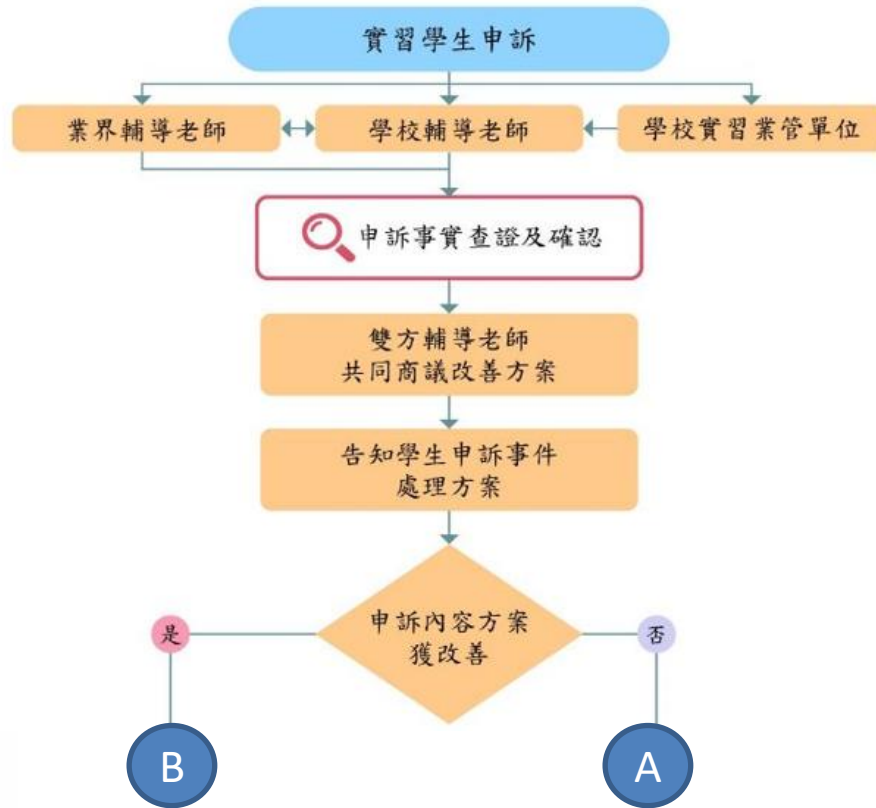 實習學生申訴
業界輔導老師
學校輔導老師
學校實習業管單位
申訴事實查證及確認
雙方輔導老師
共同商議改善方案
告知學生申訴事件
處理方案
申訴內容方案
獲改善
是
否
B
A